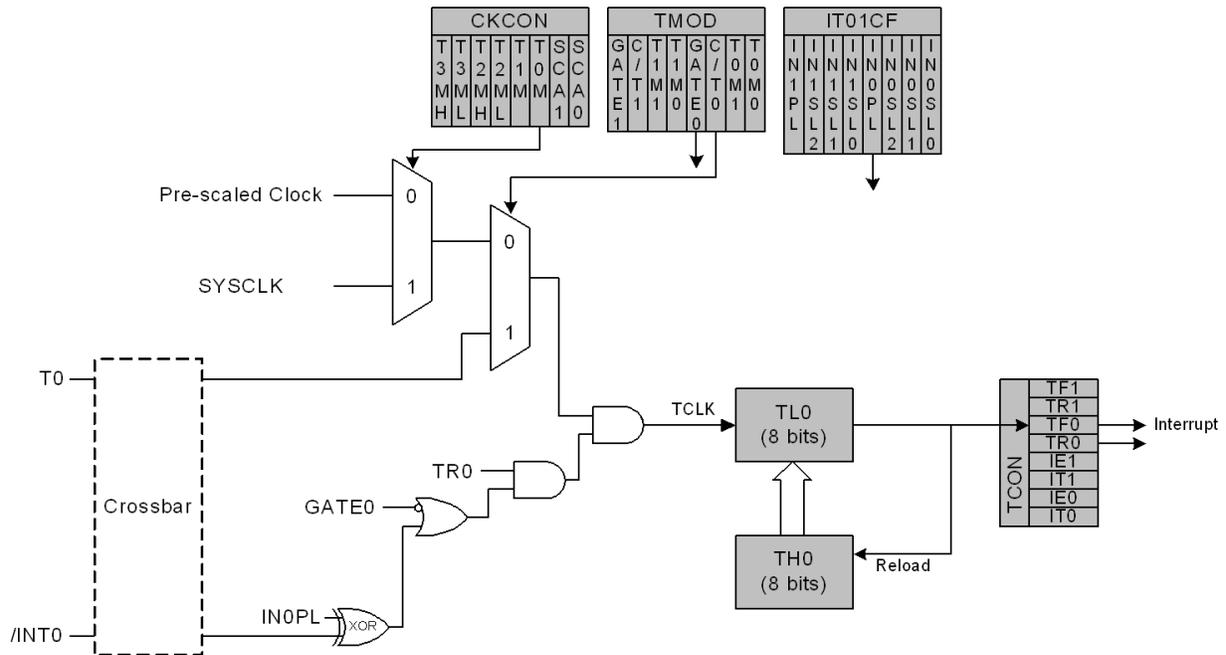 CKCON
T3MH
T3ML
T2MH
T2ML
T1M
T0M
SCA1
SCA0
TMOD
GATE1
C/T1
T1M1
T1M0
GATE0
C/T0
T0M1
T0M0
IT01CF
IN1PL
IN1SL2
IN1SL1
IN1SL0
IN0PL
IN0SL2
IN0SL1
IN0SL0
Pre-scaled Clock
0
SYSCLK
1
0
1
T0
Crossbar
/INT0
TR0
GATE0
IN0PL
XOR
TCLK
TL0
(8 bits)
TH0
(8 bits)
Reload
TCON
TF1
TR1
TF0
TR0
IE1
IT1
IE0
IT0
Interrupt